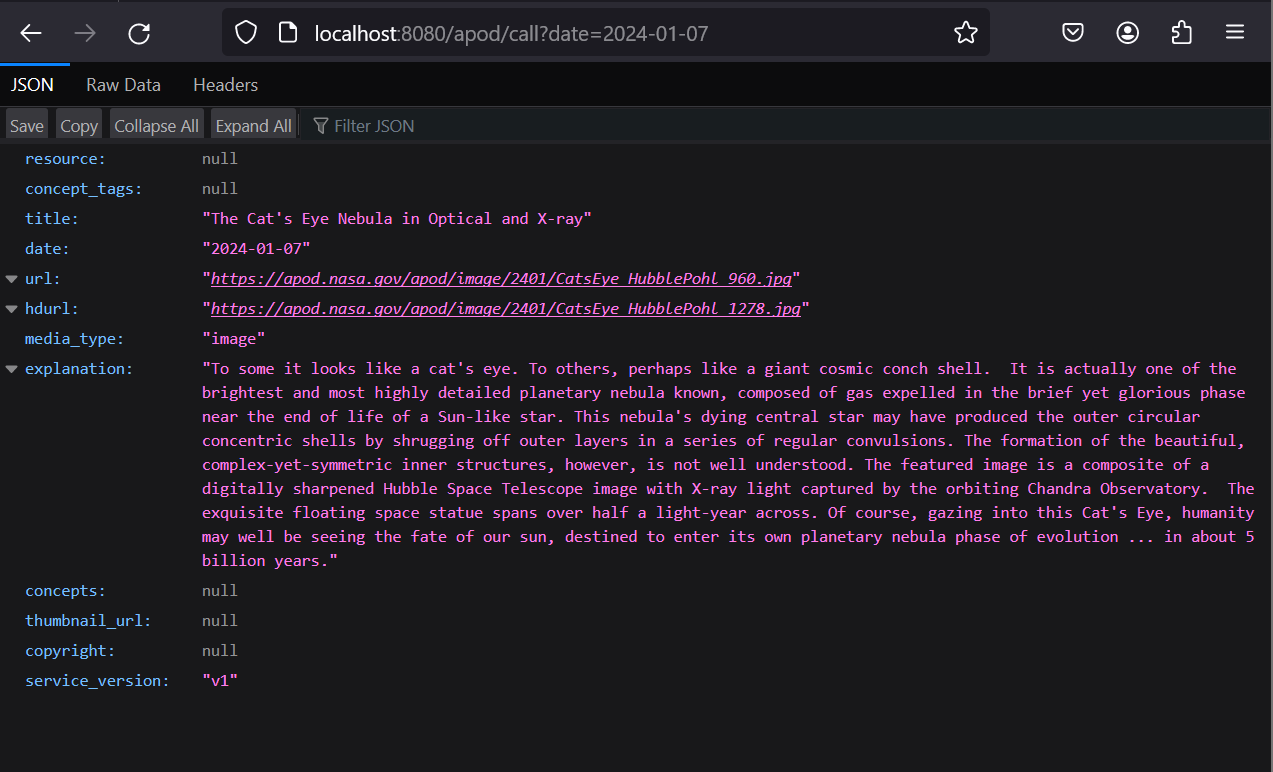 localhost:8080/apod/call?date=2024-01-07
JSON Raw Data Headers
Save Copy Collapse All Expand All Filter JSON
resource: null
concept_tags: null
title: "The Cat's Eye Nebula in Optical and X-ray"
date: "2024-01-07"
url: "https://apod.nasa.gov/apod/image/2401/CatsEye_HubblePohl_960.jpg"
hdurl: "https://apod.nasa.gov/apod/image/2401/CatsEye_HubblePohl_1278.jpg"
media_type: "image"
explanation: "To some it looks like a cat's eye. To others, perhaps like a giant cosmic conch shell.  It is actually one of the
brightest and most highly detailed planetary nebula known, composed of gas expelled in the brief yet glorious phase
near the end of life of a Sun-like star. This nebula's dying central star may have produced the outer circular
concentric shells by shrugging off outer layers in a series of regular convulsions. The formation of the beautiful,
complex-yet-symmetric inner structures, however, is not well understood. The featured image is a composite of a
digitally sharpened Hubble Space Telescope image with X-ray light captured by the orbiting Chandra Observatory.  The
exquisite floating space statue spans over half a light-year across. Of course, gazing into this Cat's Eye, humanity
may well be seeing the fate of our sun, destined to enter its own planetary nebula phase of evolution ... in about 5
billion years."
concepts: null
thumbnail_url: null
copyright: null
service_version: "v1"